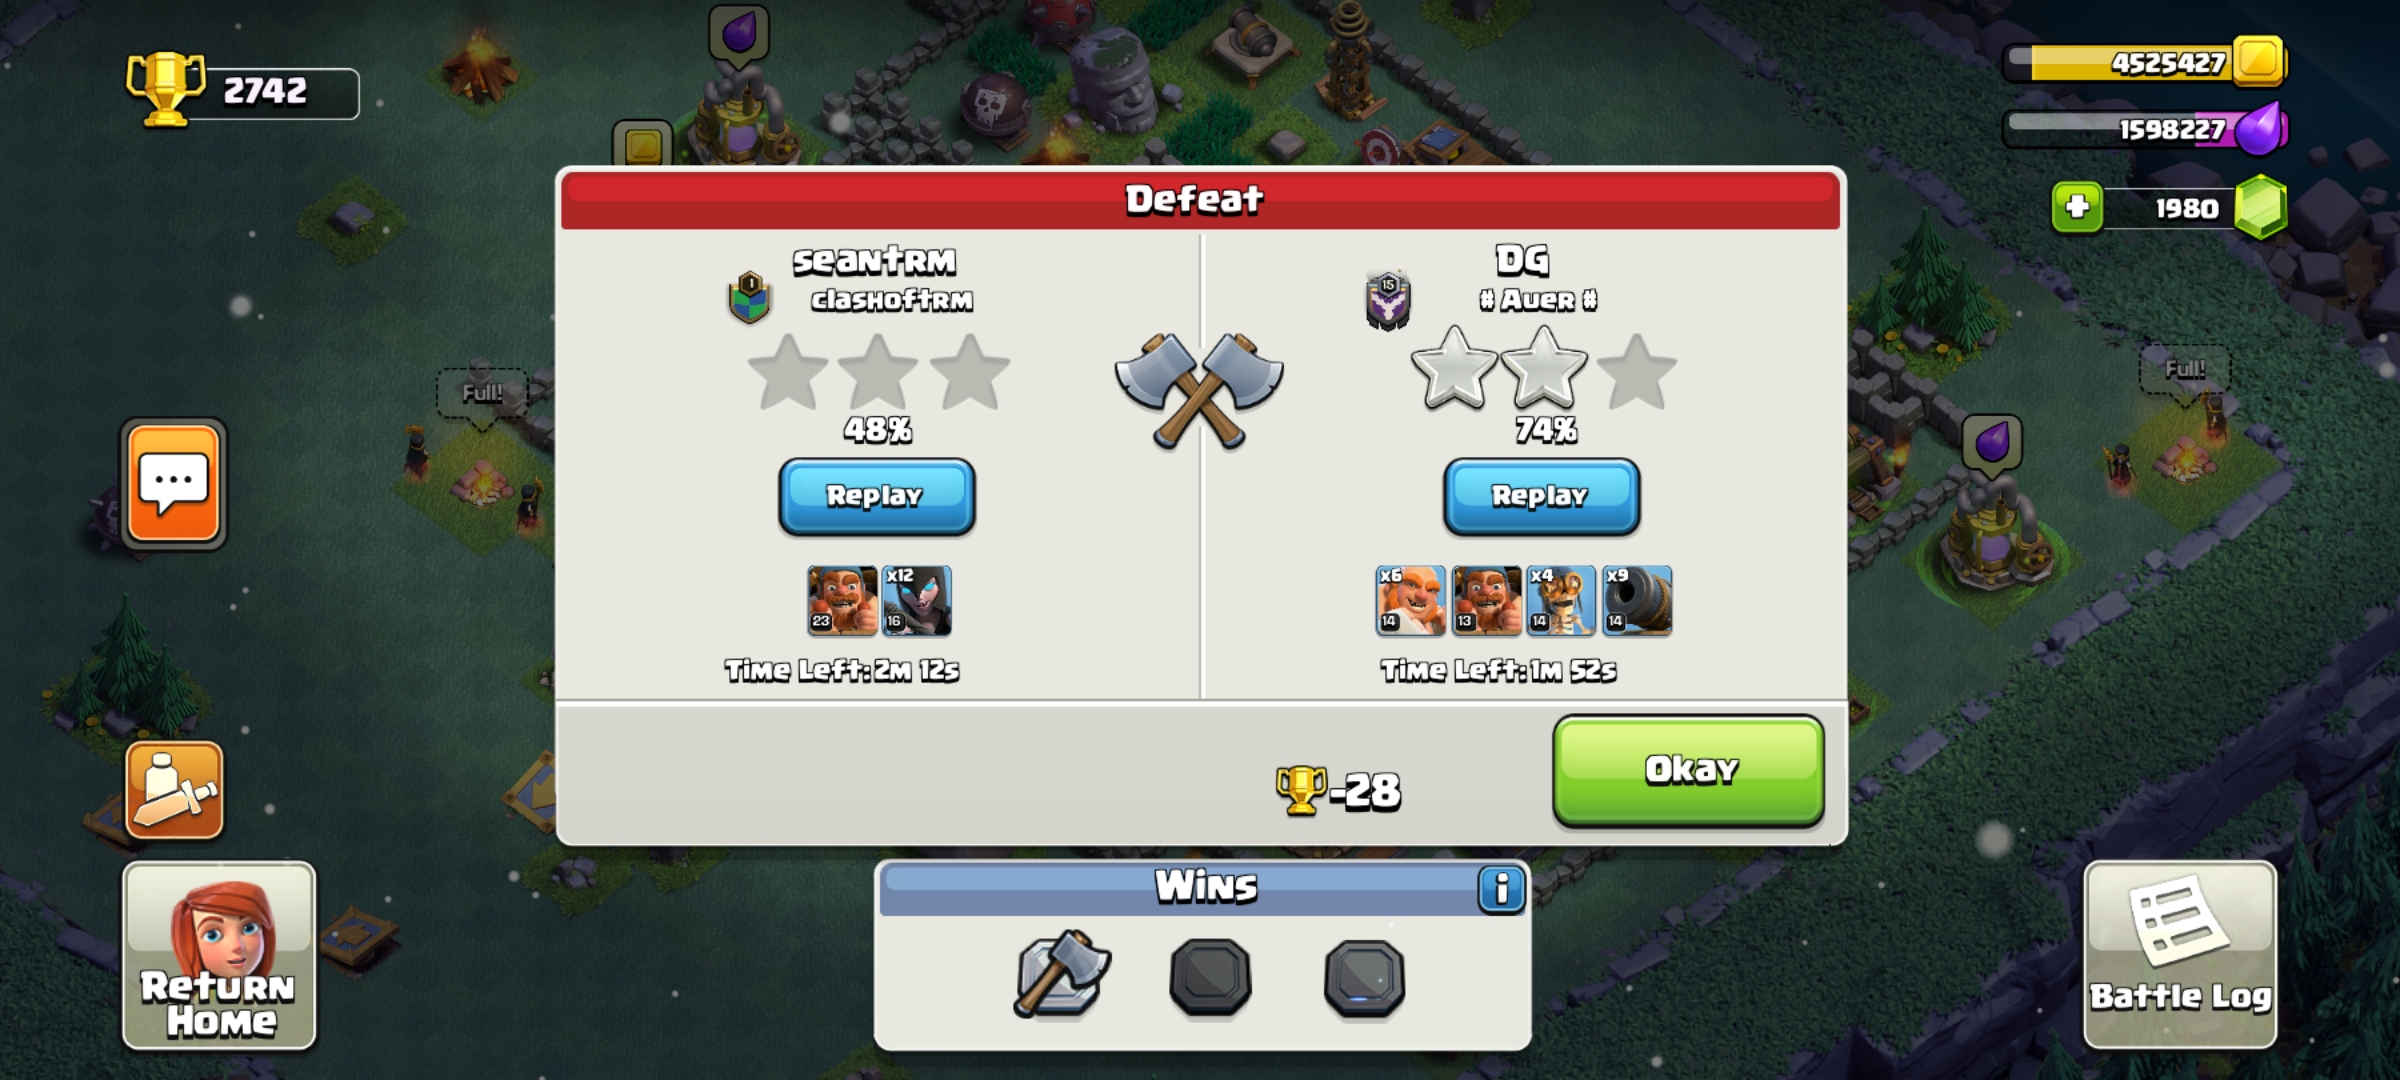 2742
4525427
1598227
1980
Defeat
seantrm
clashoftrm
1
48%
Replay
23
x12
16
Time Left: 2m 12s
DG
# Auer #
15
74%
Replay
x6
14
13
x4
14
x9
14
Time Left: 1m 52s
Full!
Full!
-28
Okay
Wins
i
Return
Home
Battle Log